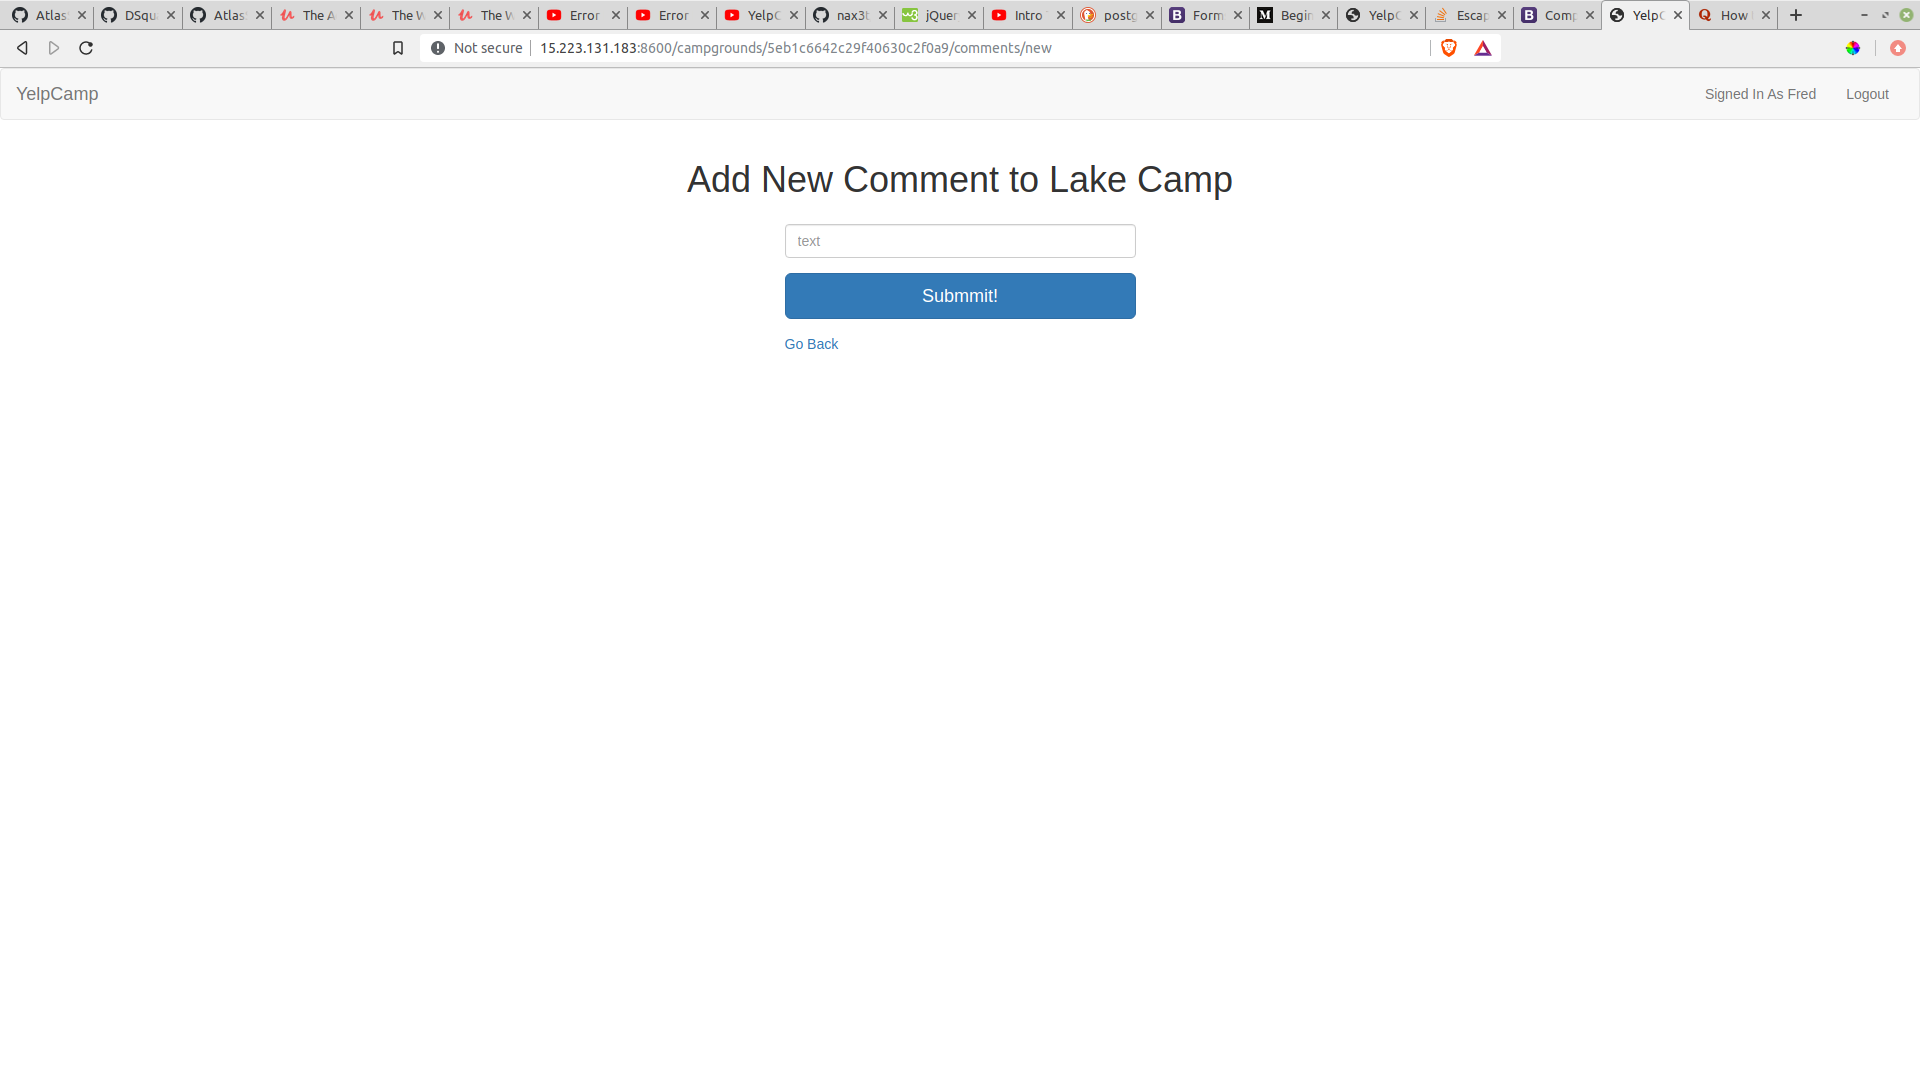 Atlas DSqu Atlas The A The W The W Error Error YelpC nax3t jQuer Intro postg Form Begin YelpC Escap Comp YelpC How
Not secure 15.223.131.183:8600/campgrounds/5eb1c6642c29f40630c2f0a9/comments/new
YelpCamp Signed In As Fred Logout
Add New Comment to Lake Camp
text
Submmit!
Go Back